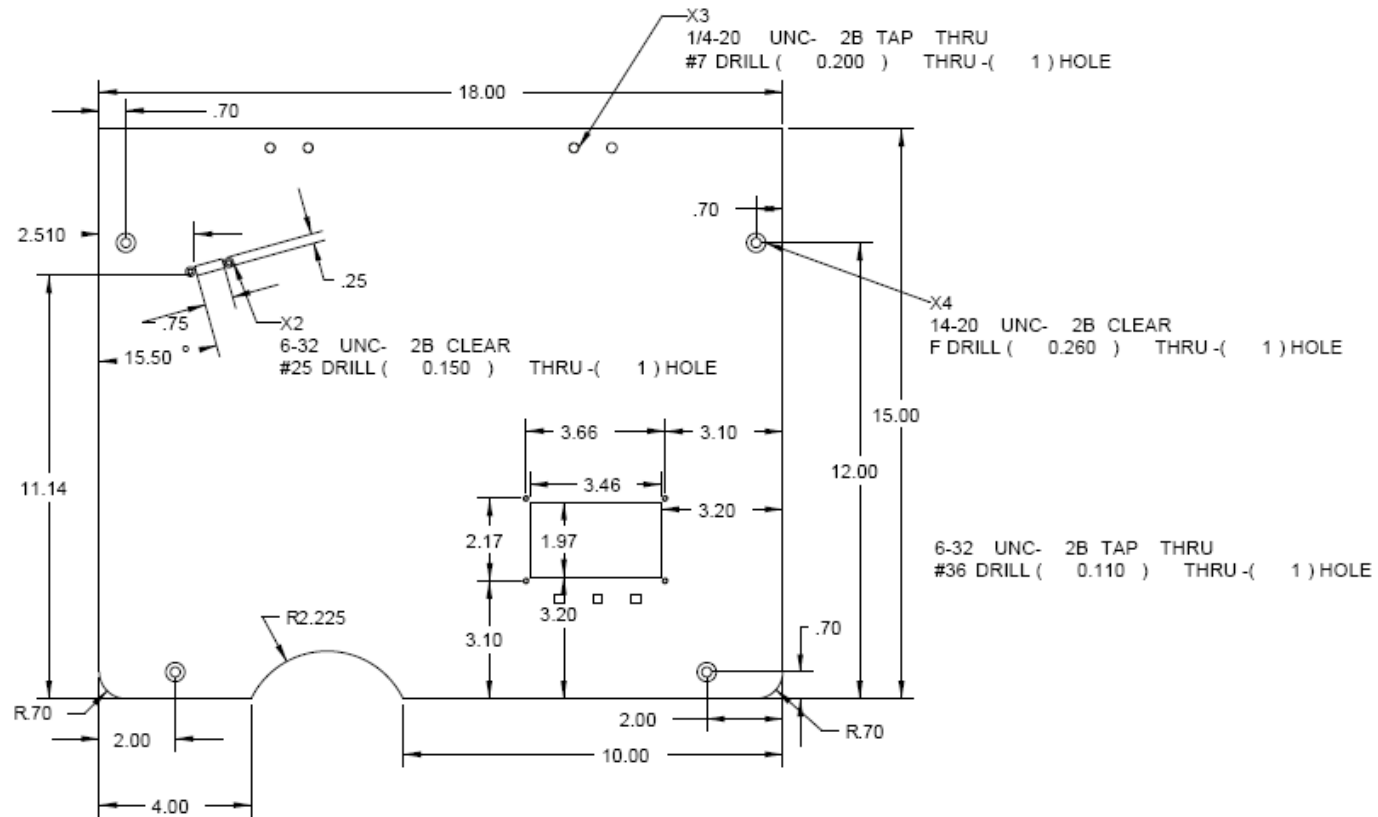 X3
1/4-20 UNC- 2B TAP THRU
#7 DRILL ( 0.200 ) THRU -( 1 ) HOLE
18.00
.70
.70
2.510
.25
.75
X2
6-32 UNC- 2B CLEAR
#25 DRILL ( 0.150 ) THRU -( 1 ) HOLE
15.50 °
X4
14-20 UNC- 2B CLEAR
F DRILL ( 0.260 ) THRU -( 1 ) HOLE
15.00
3.66
3.10
12.00
11.14
3.46
3.20
2.17
1.97
6-32 UNC- 2B TAP THRU
#36 DRILL ( 0.110 ) THRU -( 1 ) HOLE
R2.225
3.20
3.10
.70
R.70
2.00
2.00
R.70
10.00
4.00